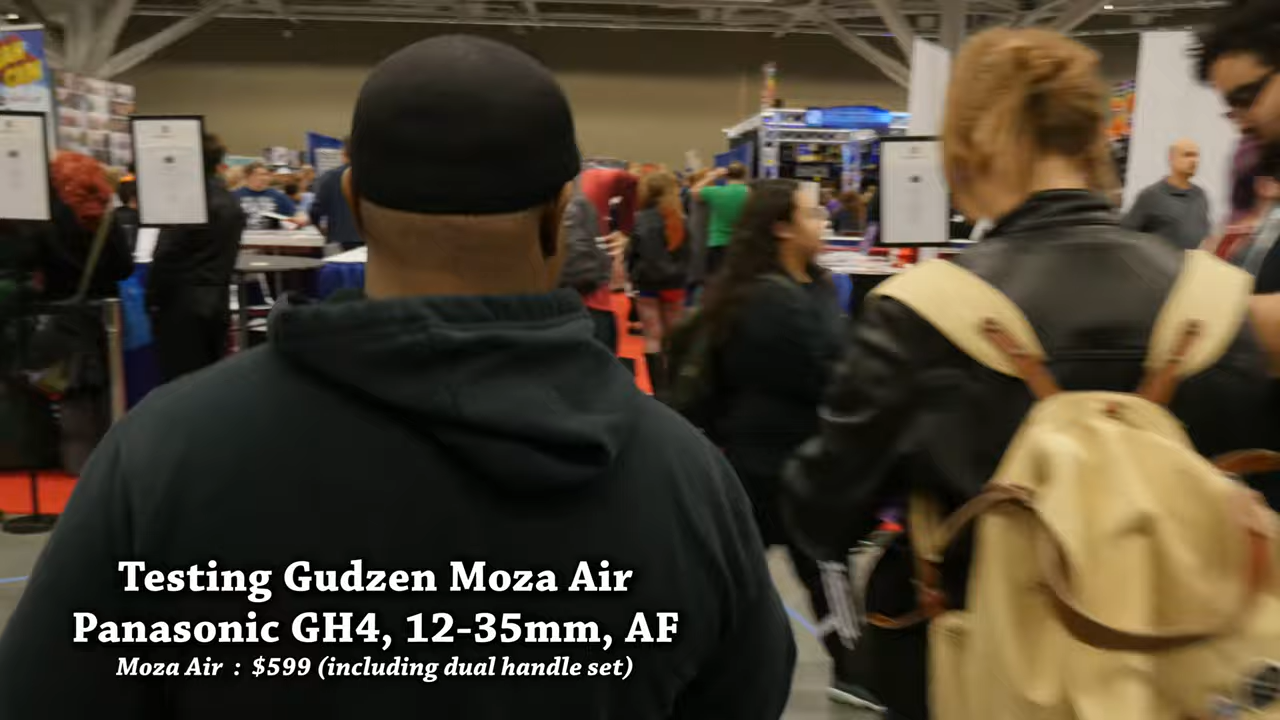 Testing Gudzen Moza Air
Panasonic GH4, 12-35mm, AF
Moza Air : $599 (including dual handle set)